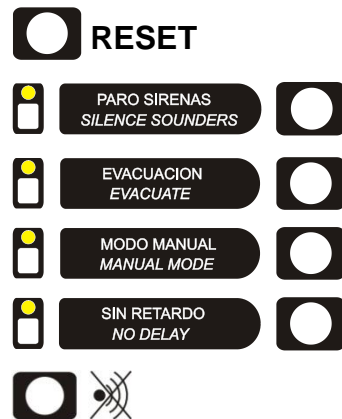 RESET
PARO SIRENAS
SILENCE SOUNDERS
EVACUACION
EVACUATE
MODO MANUAL
MANUAL MODE
SIN RETARDO
NO DELAY